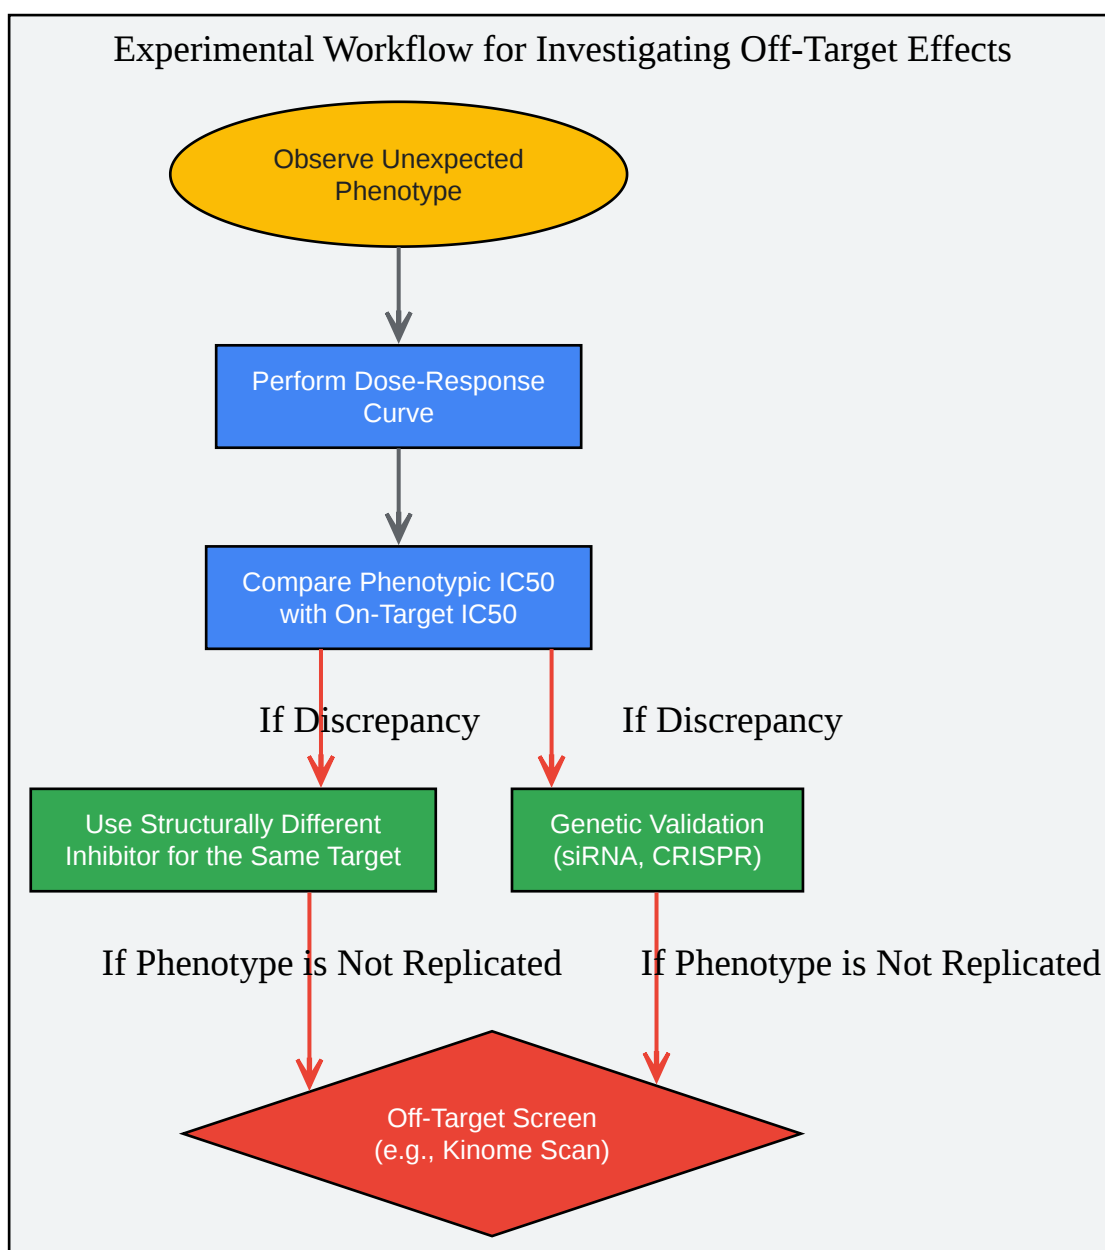 Experimental Workflow for Investigating Off-Target Effects
Observe Unexpected
Phenotype
Perform Dose-Response
Curve
Compare Phenotypic IC50
with On-Target IC50
If Discrepancy
If Discrepancy
Use Structurally Different
Inhibitor for the Same Target
Genetic Validation
(siRNA, CRISPR)
If Phenotype is Not Replicated
If Phenotype is Not Replicated
Off-Target Screen
(e.g., Kinome Scan)